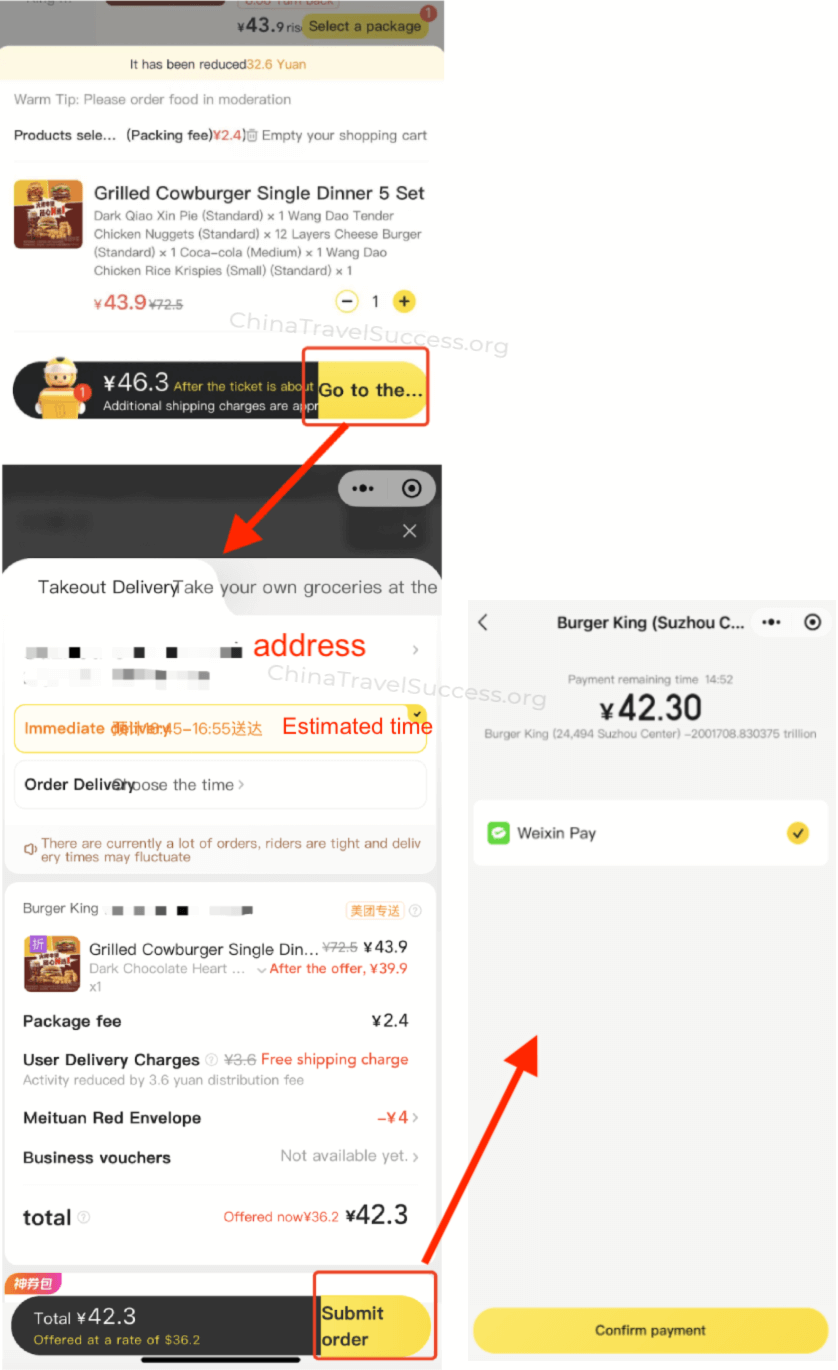 ¥43.9
Select a package
1
It has been reduced32.6 Yuan
Warm Tip: Please order food in moderation
Products sele... (Packing fee)¥2.4) Empty your shopping cart
Grilled Cowburger Single Dinner 5 Set
Dark Qiao Xin Pie (Standard) × 1 Wang Dao Tender
Chicken Nuggets (Standard) × 12 Layers Cheese Burger
(Standard) × 1 Coca-cola (Medium) × 1 Wang Dao
Chicken Rice Krispies (Small) (Standard) × 1
¥43.9 ¥72.5
1
ChinaTravelSuccess.org
1
¥46.3 After the ticket is about
Additional shipping charges are appr
Go to the...
Takeout Delivery Take your own groceries at the
address
ChinaTravelSuccess.org
Immediate delivery 45-16:55送达
Estimated time
Order Delivery Choose the time
There are currently a lot of orders, riders are tight and deliv
ery times may fluctuate
Burger King
美团专送
折
Grilled Cowburger Single Din... ¥72.5 ¥43.9
Dark Chocolate Heart ... After the offer, ¥39.9
x1
Package fee ¥2.4
User Delivery Charges ¥3.6 Free shipping charge
Activity reduced by 3.6 yuan distribution fee
Meituan Red Envelope -¥4
Business vouchers Not available yet.
total Offered now¥36.2 ¥42.3
神券包
Total ¥42.3
Offered at a rate of $36.2
Submit
order
Burger King (Suzhou C...
Payment remaining time 14:52
¥42.30
Burger King (24,494 Suzhou Center) -2001708.830375 trillion
Weixin Pay
Confirm payment